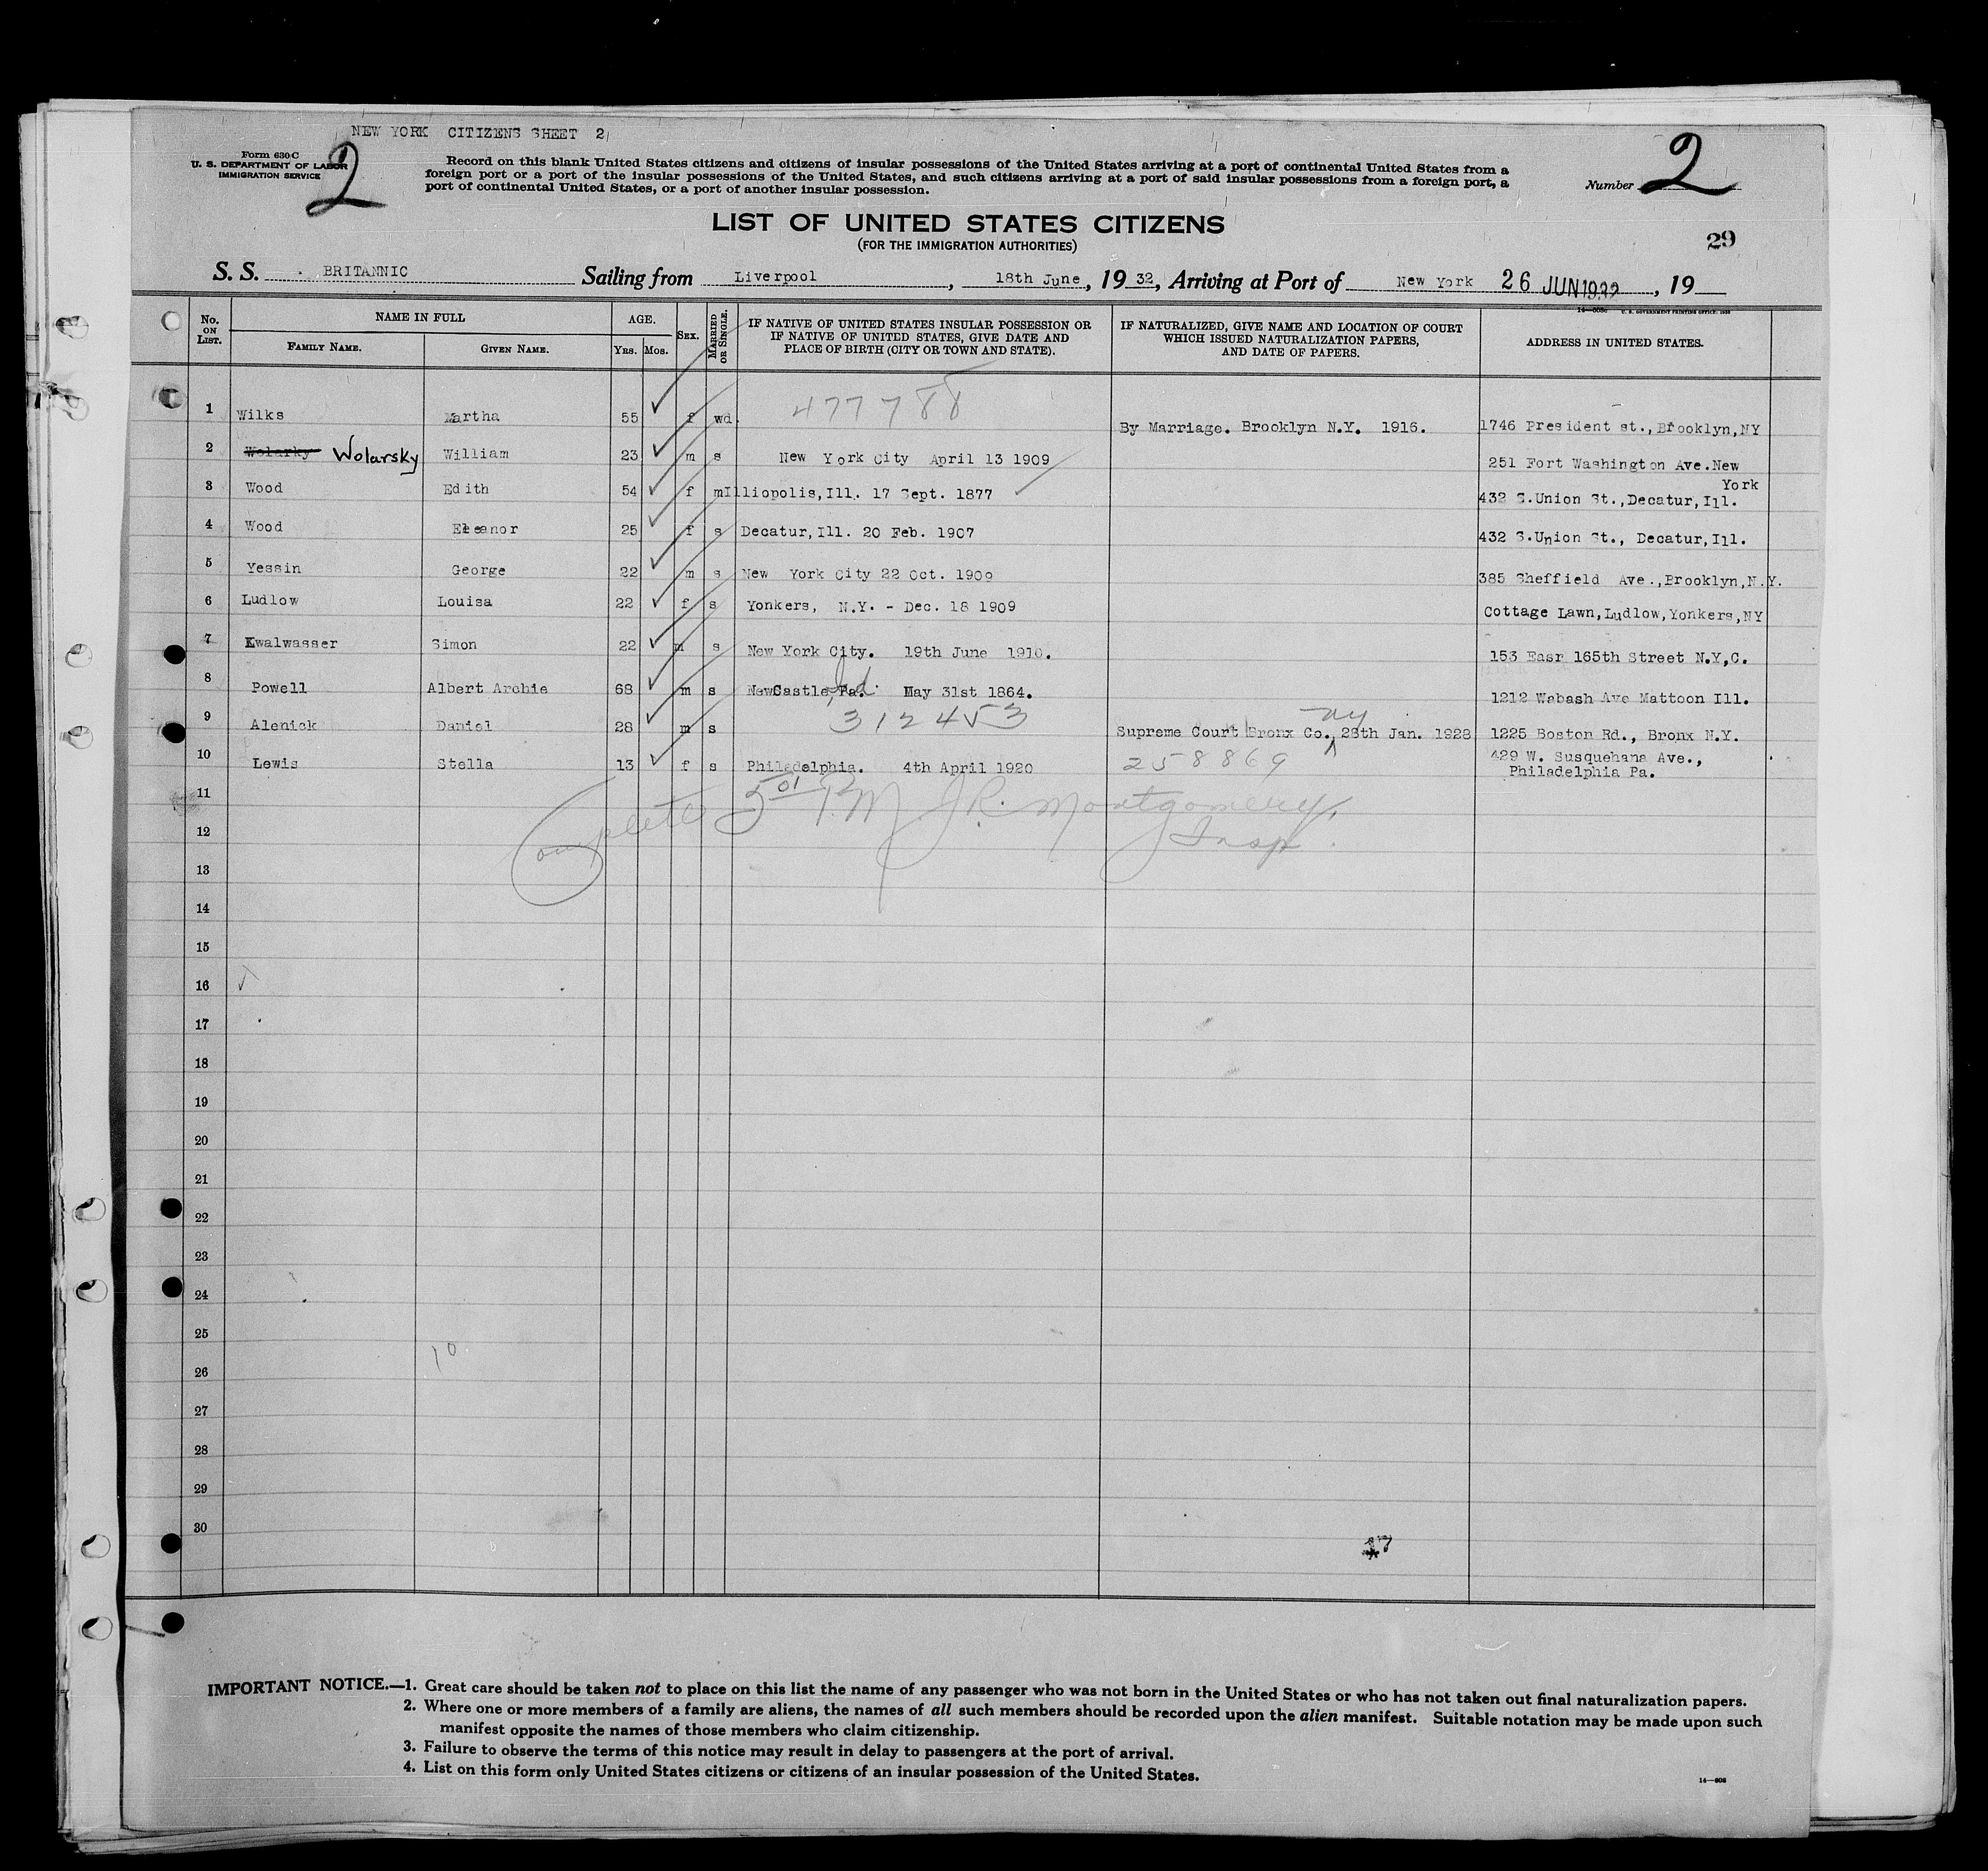 NEW YORK CITIZENS SHEET 2
Form 630 C
U. S. DEPARTMENT OF LABOR
IMMIGRATION SERVICE
2
Record on this blank United States citizens and citizens of insular possessions of the United States arriving at a port of continental United States from a
foreign port or a port of the insular possessions of the United States, and such citizens arriving at a port of said insular possessions from a foreign port, a
port of continental United States, or a port of another insular possession.
Number 2
LIST OF UNITED STATES CITIZENS
(FOR THE IMMIGRATION AUTHORITIES)
29
S. S. BRITANNIC Sailing from Liverpool, 18th June, 19 32, Arriving at Port of New York 26 JUN 1932, 19
U. S. GOVERNMENT PRINTING OFFICE
No. ON LIST.
NAME IN FULL
FAMILY NAME. GIVEN NAME.
AGE.
YRS. MOS.
SEX.
MARRIED OR SINGLE.
IF NATIVE OF UNITED STATES INSULAR POSSESSION OR
IF NATIVE OF UNITED STATES, GIVE DATE AND
PLACE OF BIRTH (CITY OR TOWN AND STATE).
IF NATURALIZED, GIVE NAME AND LOCATION OF COURT
WHICH ISSUED NATURALIZATION PAPERS,
AND DATE OF PAPERS.
ADDRESS IN UNITED STATES.
1 Wilks Martha 55 f wd. 477788 By Marriage. Brooklyn N.Y. 1916. 1746 President st., Brooklyn, NY
2 Wolarky Wolarsky William 23 m s New York City April 13 1909 251 Fort Washington Ave. New
York
3 Wood Edith 54 f m Illiopolis, Ill. 17 Sept. 1877 432 S. Union St., Decatur, Ill.
4 Wood Eleanor 25 f s Decatur, Ill. 20 Feb. 1907 432 S. Union St., Decatur, Ill.
5 Yessin George 22 m s New York City 22 Oct. 1909 385 Sheffield Ave., Brooklyn, N.Y.
6 Ludlow Louisa 22 f s Yonkers, N.Y. - Dec. 18 1909 Cottage Lawn, Ludlow, Yonkers, NY
7 Kwalwasser Simon 22 m s New York City. 19th June 1910. 153 Easr 165th Street N.Y,C.
8 Powell Albert Archie 68 m s NewCastle, Pa. Ind. May 31st 1864. 1212 Wabash Ave Mattoon Ill.
9 Alenick Daniel 28 m s 312453 Supreme Court Bronx Co., NY 28th Jan. 1928 1225 Boston Rd., Bronx N.Y.
10 Lewis Stella 13 f s Philadelphia. 4th April 1920 258869 429 W. Susquehana Ave.,
Philadelphia Pa.
11
Complete 5 01 PM J R. Montgomery,
Insp.
12
13
14
15
16
17
18
19
20
21
22
23
24
25
10
26
27
28
29
30
17
IMPORTANT NOTICE.—1. Great care should be taken not to place on this list the name of any passenger who was not born in the United States or who has not taken out final naturalization papers.
2. Where one or more members of a family are aliens, the names of all such members should be recorded upon the alien manifest. Suitable notation may be made upon such
manifest opposite the names of those members who claim citizenship.
3. Failure to observe the terms of this notice may result in delay to passengers at the port of arrival.
4. List on this form only United States citizens or citizens of an insular possession of the United States.